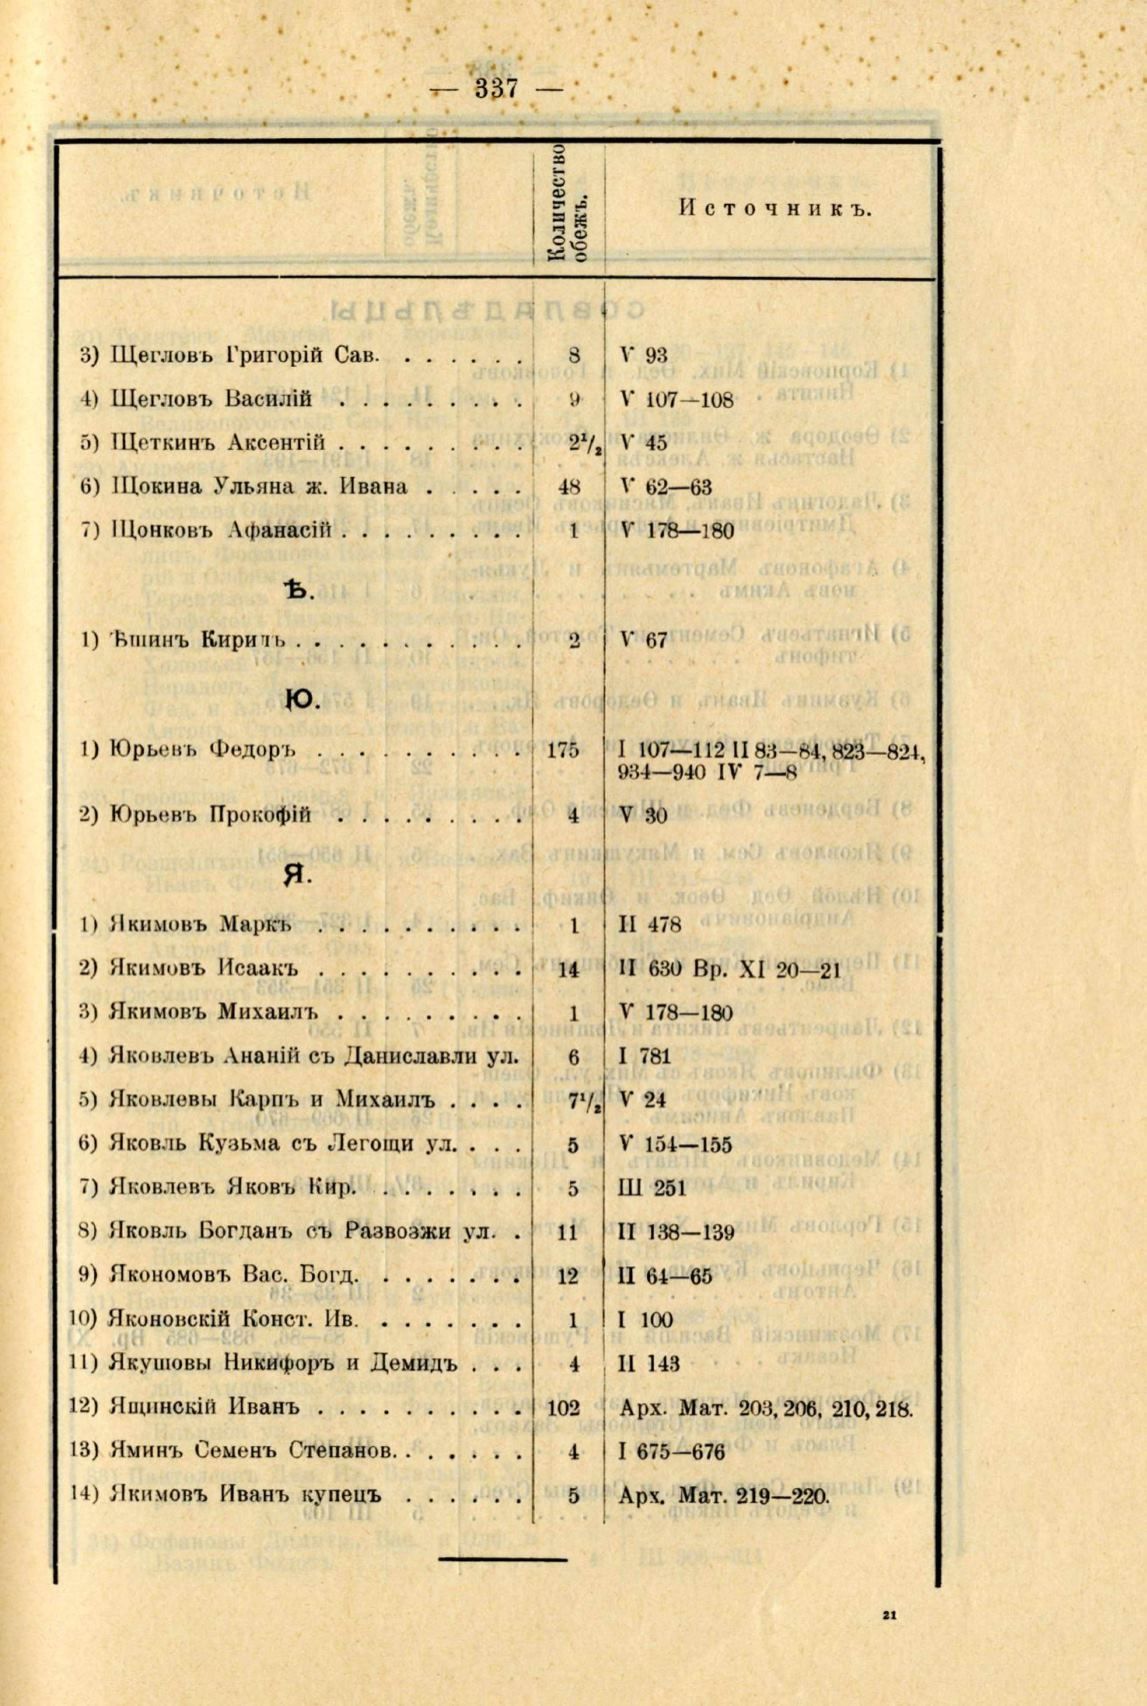 — 337 —
Количество
обежъ.
Источникъ.
3) Щегловъ Григорій Сав. . . . . . . 8 V 93
4) Щегловъ Василій . . . . . . . . . 9 V 107—108
5) Щеткинъ Аксентій . . . . . . . . . 2½ V 45
6) Щокина Ульяна ж. Ивана . . . . . 48 V 62—63
7) Щонковъ Афанасій . . . . . . . . . 1 V 178—180
Ѣ.
1) Ѣшинъ Кирилъ . . . . . . . . . . . 2 V 67
Ю.
1) Юрьевъ Федоръ . . . . . . . . . . 175 I 107—112 II 83—84, 823—824,
934—940 IV 7—8
2) Юрьевъ Прокофій . . . . . . . . . 4 V 30
Я.
1) Якимовъ Маркъ . . . . . . . . . . 1 II 478
2) Якимовъ Исаакъ . . . . . . . . . . 14 II 630 Вр. XI 20—21
3) Якимовъ Михаилъ . . . . . . . . . 1 V 178—180
4) Яковлевъ Ананій съ Даниславли ул. 6 I 781
5) Яковлевы Карпъ и Михаилъ . . . . 7½ V 24
6) Яковль Кузьма съ Легощи ул. . . . 5 V 154—155
7) Яковлевъ Яковъ Кир. . . . . . . . 5 III 251
8) Яковль Богданъ съ Развозжи ул. . 11 II 138—139
9) Якономовъ Вас. Богд. . . . . . . . 12 II 64—65
10) Яконовскій Конст. Ив. . . . . . . . 1 I 100
11) Якушовы Никифоръ и Демидъ . . . 4 II 143
12) Ящинскій Иванъ . . . . . . . . . . 102 Арх. Мат. 203, 206, 210, 218.
13) Яминъ Семенъ Степанов. . . . . . . 4 I 675—676
14) Якимовъ Иванъ купецъ . . . . . . 5 Арх. Мат. 219—220.
21